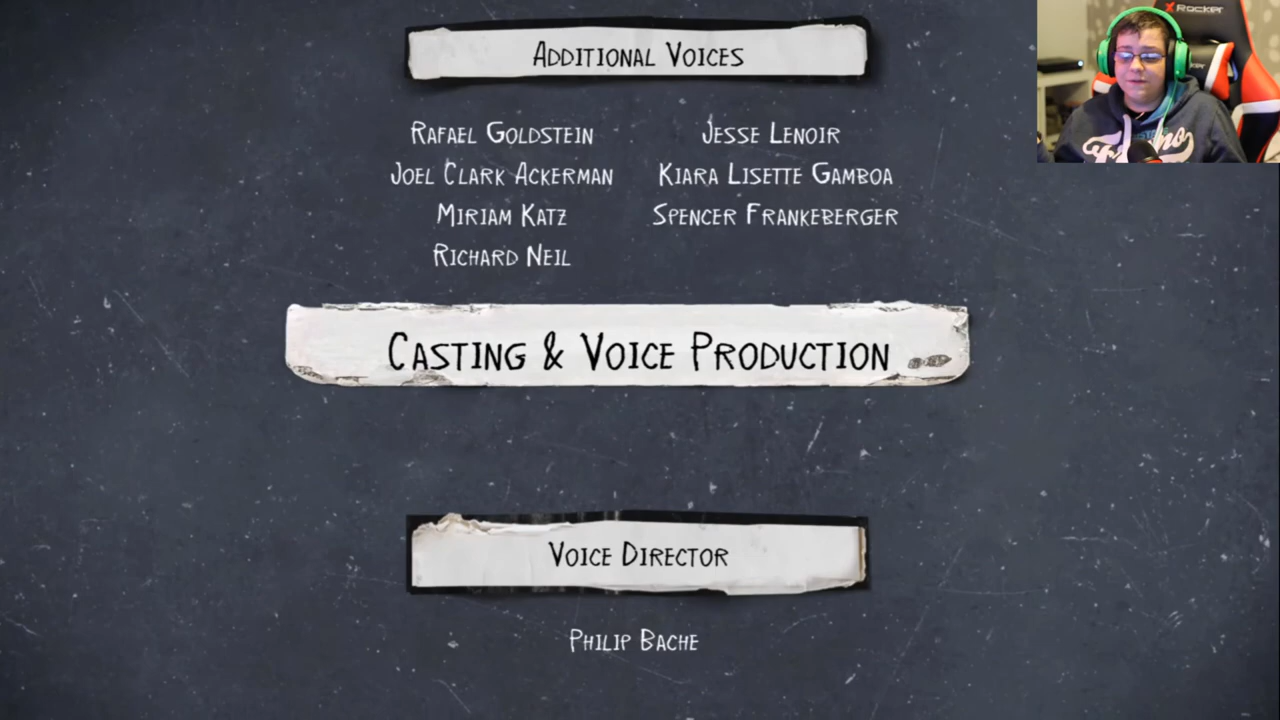 Additional Voices
Rafael Goldstein Jesse Lenoir
Joel Clark Ackerman Kiara Lisette Gamboa
Miriam Katz Spencer Frankeberger
Richard Neil
Casting & Voice Production
Voice Director
Philip Bache
X Rocker